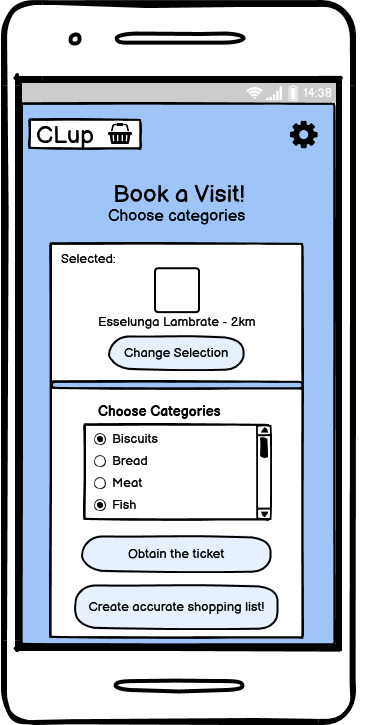 14:38
CLup
Book a Visit!
Choose categories
Selected:
Esselunga Lambrate - 2km
Change Selection
Choose Categories
Biscuits
Bread
Meat
Fish
Obtain the ticket
Create accurate shopping list!